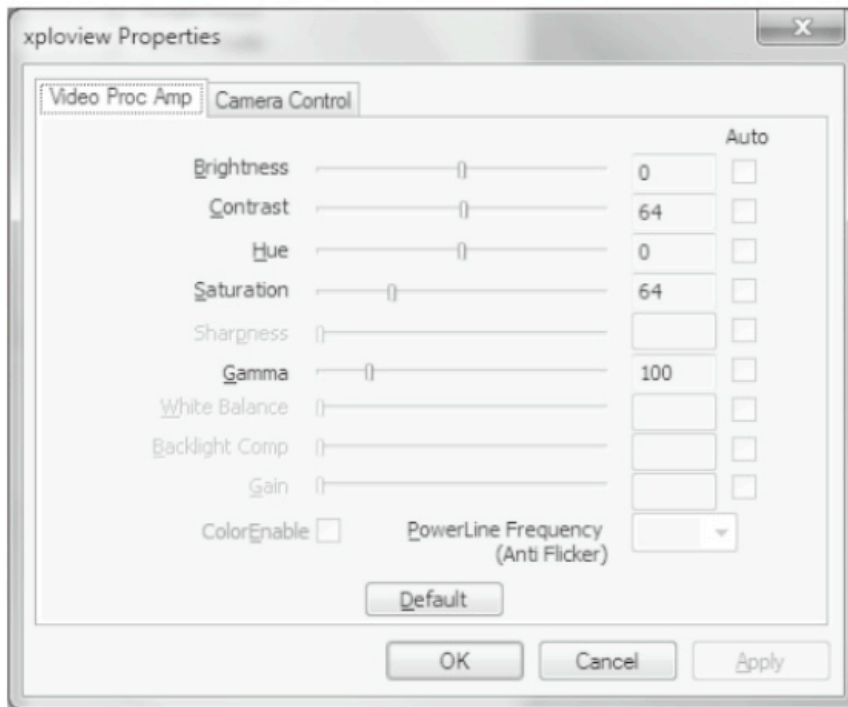 xploview Properties
Video Proc Amp Camera Control
Auto
Brightness 0
Contrast 64
Hue 0
Saturation 64
Sharpness
Gamma 100
White Balance
Backlight Comp
Gain
ColorEnable PowerLine Frequency
(Anti Flicker)
Default
OK Cancel Apply